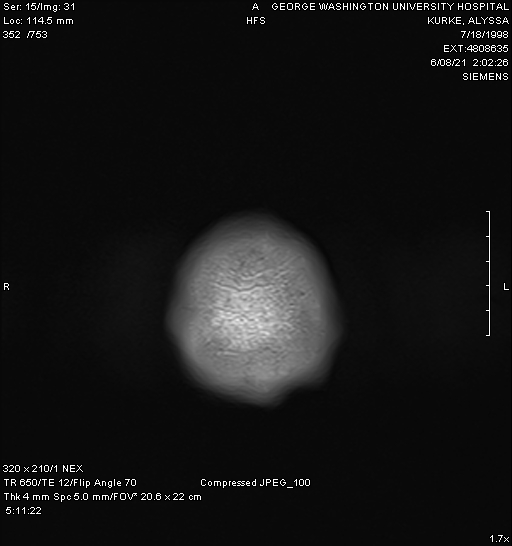 Ser: 15/Img: 31
Loc: 114.5 mm
352 /753
A
HFS
GEORGE WASHINGTON UNIVERSITY HOSPITAL
KURKE, ALYSSA
7/18/1998
EXT:4808635
6/08/21 2:02:26
SIEMENS
R
L
320 x 210/1 NEX
TR 650/TE 12/Flip Angle 70
Thk 4 mm Spc 5.0 mm/FOV* 20.6 x 22 cm
5:11:22
Compressed JPEG_100
1.7x